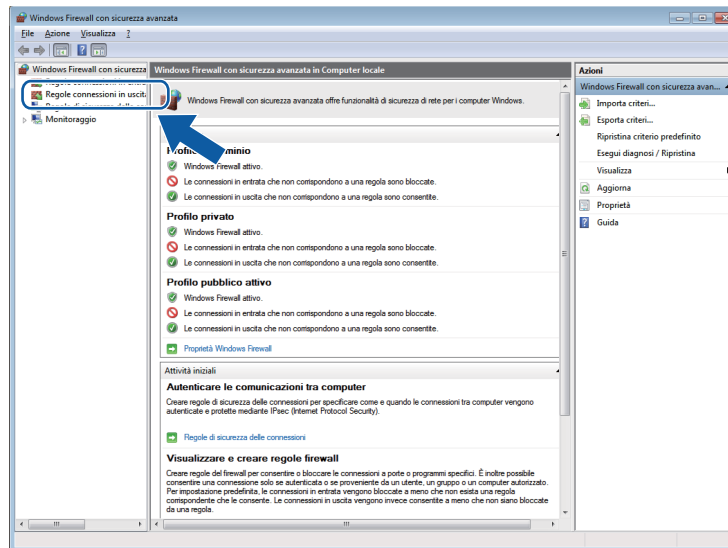 Windows Firewall con sicurezza avanzata
File Azione Visualizza ?
Windows Firewall con sicurezza
Regole connessioni in uscit
Monitoraggio
Windows Firewall con sicurezza avanzata in Computer locale
Windows Firewall con sicurezza avanzata offre funzionalità di sicurezza di rete per i computer Windows.
Windows Firewall attivo.
Le connessioni in entrata che non corrispondono a una regola sono bloccate.
Le connessioni in uscita che non corrispondono a una regola sono consentite.
Profilo privato
Windows Firewall attivo.
Le connessioni in entrata che non corrispondono a una regola sono bloccate.
Le connessioni in uscita che non corrispondono a una regola sono consentite.
Profilo pubblico attivo
Windows Firewall attivo.
Le connessioni in entrata che non corrispondono a una regola sono bloccate.
Le connessioni in uscita che non corrispondono a una regola sono consentite.
Proprietà Windows Firewall
Attività iniziali
Autenticare le comunicazioni tra computer
Creare regole di sicurezza delle connessioni per specificare come e quando le connessioni tra computer vengono
autenticate e protette mediante IPsec (Internet Protocol Security).
Regole di sicurezza delle connessioni
Visualizzare e creare regole firewall
Creare regole del firewall per consentire o bloccare le connessioni a porte o programmi specifici. È inoltre possibile
consentire una connessione solo se autenticata o se proveniente da un utente, un gruppo o un computer autorizzato.
Per impostazione predefinita, le connessioni in entrata vengono bloccate a meno che non esista una regola
corrispondente che le consente. Le connessioni in uscita vengono invece consentite a meno che non siano bloccate
da una regola.
Azioni
Windows Firewall con sicurezza avan...
Importa criteri...
Esporta criteri...
Ripristina criterio predefinito
Esegui diagnosi / Ripristina
Visualizza
Aggiorna
Proprietà
Guida